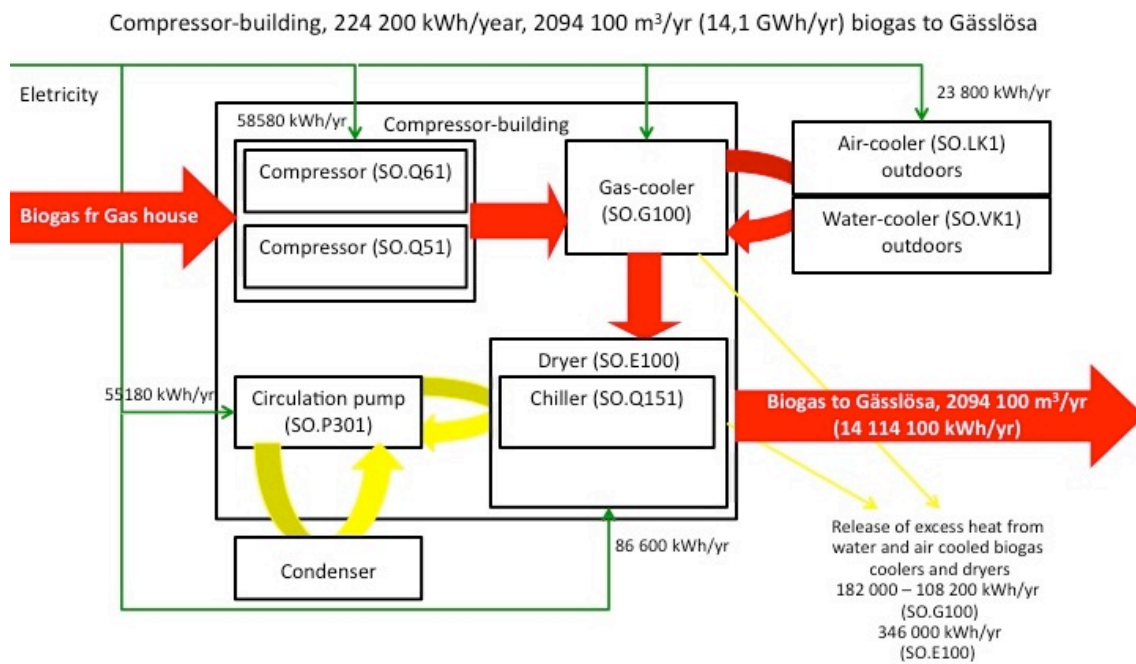 Compressor-building, 224 200 kWh/year, 2094 100 m³/yr (14,1 GWh/yr) biogas to Gässlösa
Eletricity
58580 kWh/yr
23 800 kWh/yr
Compressor-building
Compressor (SO.Q61)
Compressor (SO.Q51)
Biogas fr Gas house
Gas-cooler
(SO.G100)
Air-cooler (SO.LK1)
outdoors
Water-cooler (SO.VK1)
outdoors
55180 kWh/yr
Circulation pump
(SO.P301)
Dryer (SO.E100)
Chiller (SO.Q151)
Biogas to Gässlösa, 2094 100 m³/yr
(14 114 100 kWh/yr)
Condenser
86 600 kWh/yr
Release of excess heat from
water and air cooled biogas
coolers and dryers
182 000 – 108 200 kWh/yr
(SO.G100)
346 000 kWh/yr
(SO.E100)